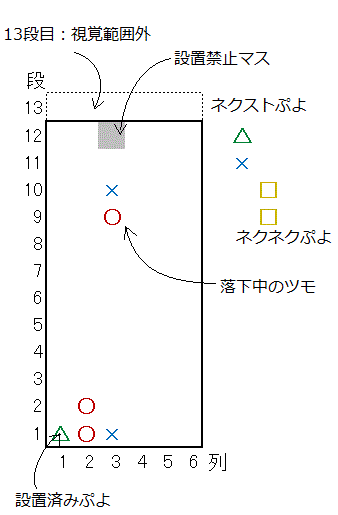 13段目：視覚範囲外
設置禁止マス
段
ネクストぷよ
13
12
11
10
9
ネクネクぷよ
8
7
落下中のツモ
6
5
4
3
2
1
1 2 3 4 5 6 列
設置済みぷよ